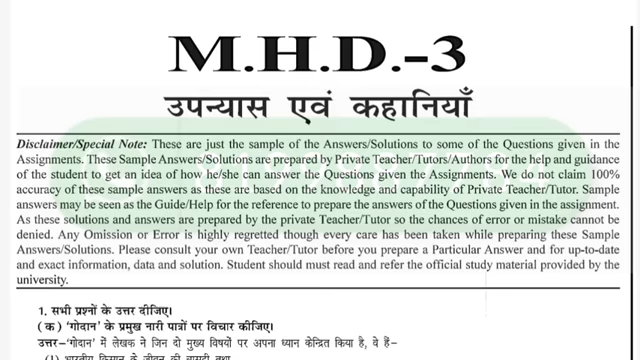 M.H.D.-3
उपन्यास एवं कहानियाँ
Disclaimer/Special Note: These are just the sample of the Answers/Solutions to some of the Questions given in the
Assignments. These Sample Answers/Solutions are prepared by Private Teacher/Tutors/Authors for the help and guidance
of the student to get an idea of how he/she can answer the Questions given the Assignments. We do not claim 100%
accuracy of these sample answers as these are based on the knowledge and capability of Private Teacher/Tutor. Sample
answers may be seen as the Guide/Help for the reference to prepare the answers of the Questions given in the assignment.
As these solutions and answers are prepared by the private Teacher/Tutor so the chances of error or mistake cannot be
denied. Any Omission or Error is highly regretted though every care has been taken while preparing these Sample
Answers/Solutions. Please consult your own Teacher/Tutor before you prepare a Particular Answer and for up-to-date
and exact information, data and solution. Student should must read and refer the official study material provided by the
university.
1. सभी प्रश्नों के उत्तर दीजिए।
( क ) ‘गोदान’ के प्रमुख नारी पात्रों पर विचार कीजिए।
उत्तर–‘गोदान’ में लेखक ने जिन दो मुख्य विषयों पर अपना ध्यान केन्द्रित किया है, वे हैं–
(1) भारतीय किसान के जीवन की त्रासदी तथा